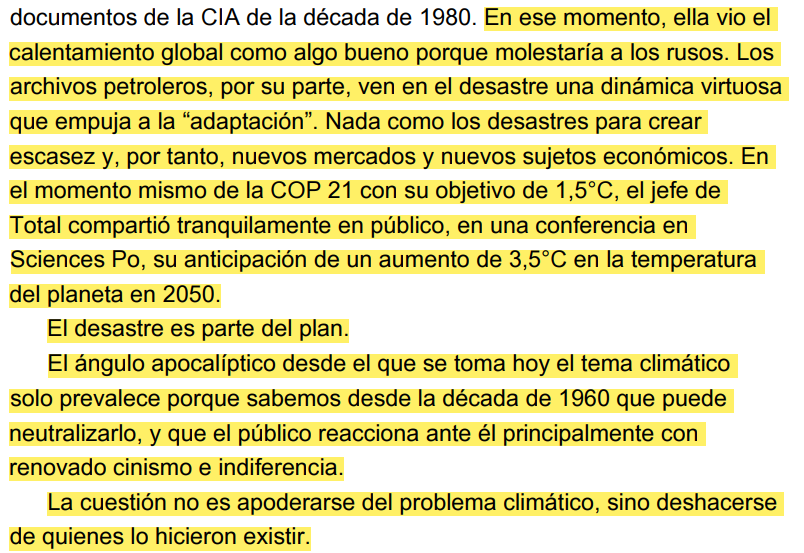 documentos de la CIA de la década de 1980. En ese momento, ella vio el
calentamiento global como algo bueno porque molestaría a los rusos. Los
archivos petroleros, por su parte, ven en el desastre una dinámica virtuosa
que empuja a la “adaptación”. Nada como los desastres para crear
escasez y, por tanto, nuevos mercados y nuevos sujetos económicos. En
el momento mismo de la COP 21 con su objetivo de 1,5°C, el jefe de
Total compartió tranquilamente en público, en una conferencia en
Sciences Po, su anticipación de un aumento de 3,5°C en la temperatura
del planeta en 2050.
El desastre es parte del plan.
El ángulo apocalíptico desde el que se toma hoy el tema climático
solo prevalece porque sabemos desde la década de 1960 que puede
neutralizarlo, y que el público reacciona ante él principalmente con
renovado cinismo e indiferencia.
La cuestión no es apoderarse del problema climático, sino deshacerse
de quienes lo hicieron existir.